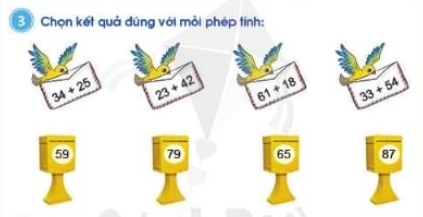 3 Chọn kết quả đúng với mỗi phép tính:
34 + 25 23 + 42 61 + 18 33 + 54
59 79 65 87